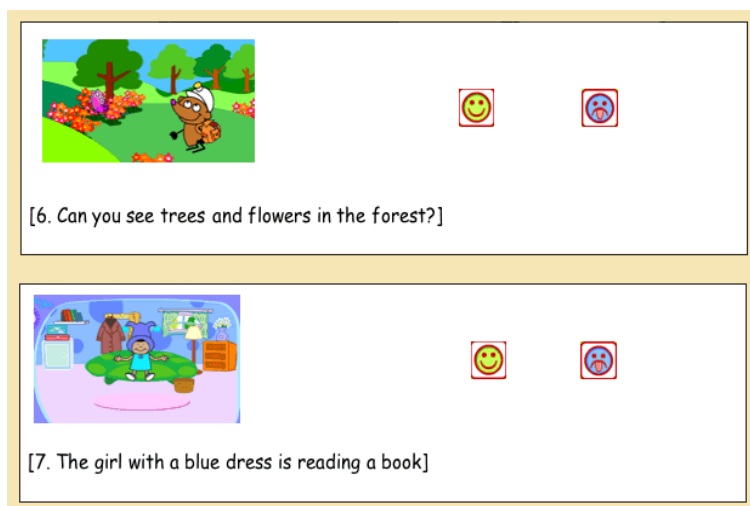 [6. Can you see trees and flowers in the forest?]
[7. The girl with a blue dress is reading a book]